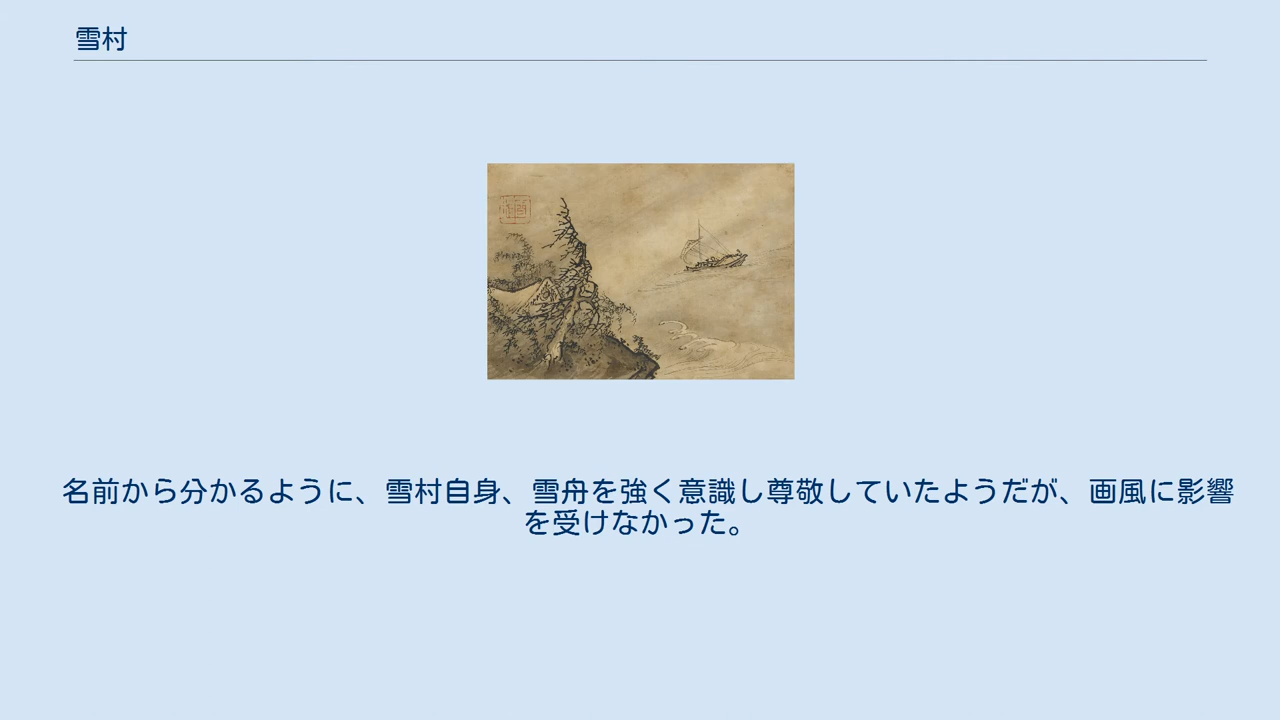 雪村
名前から分かるように、雪村自身、雪舟を強く意識し尊敬していたようだが、画風に影響
を受けなかった。